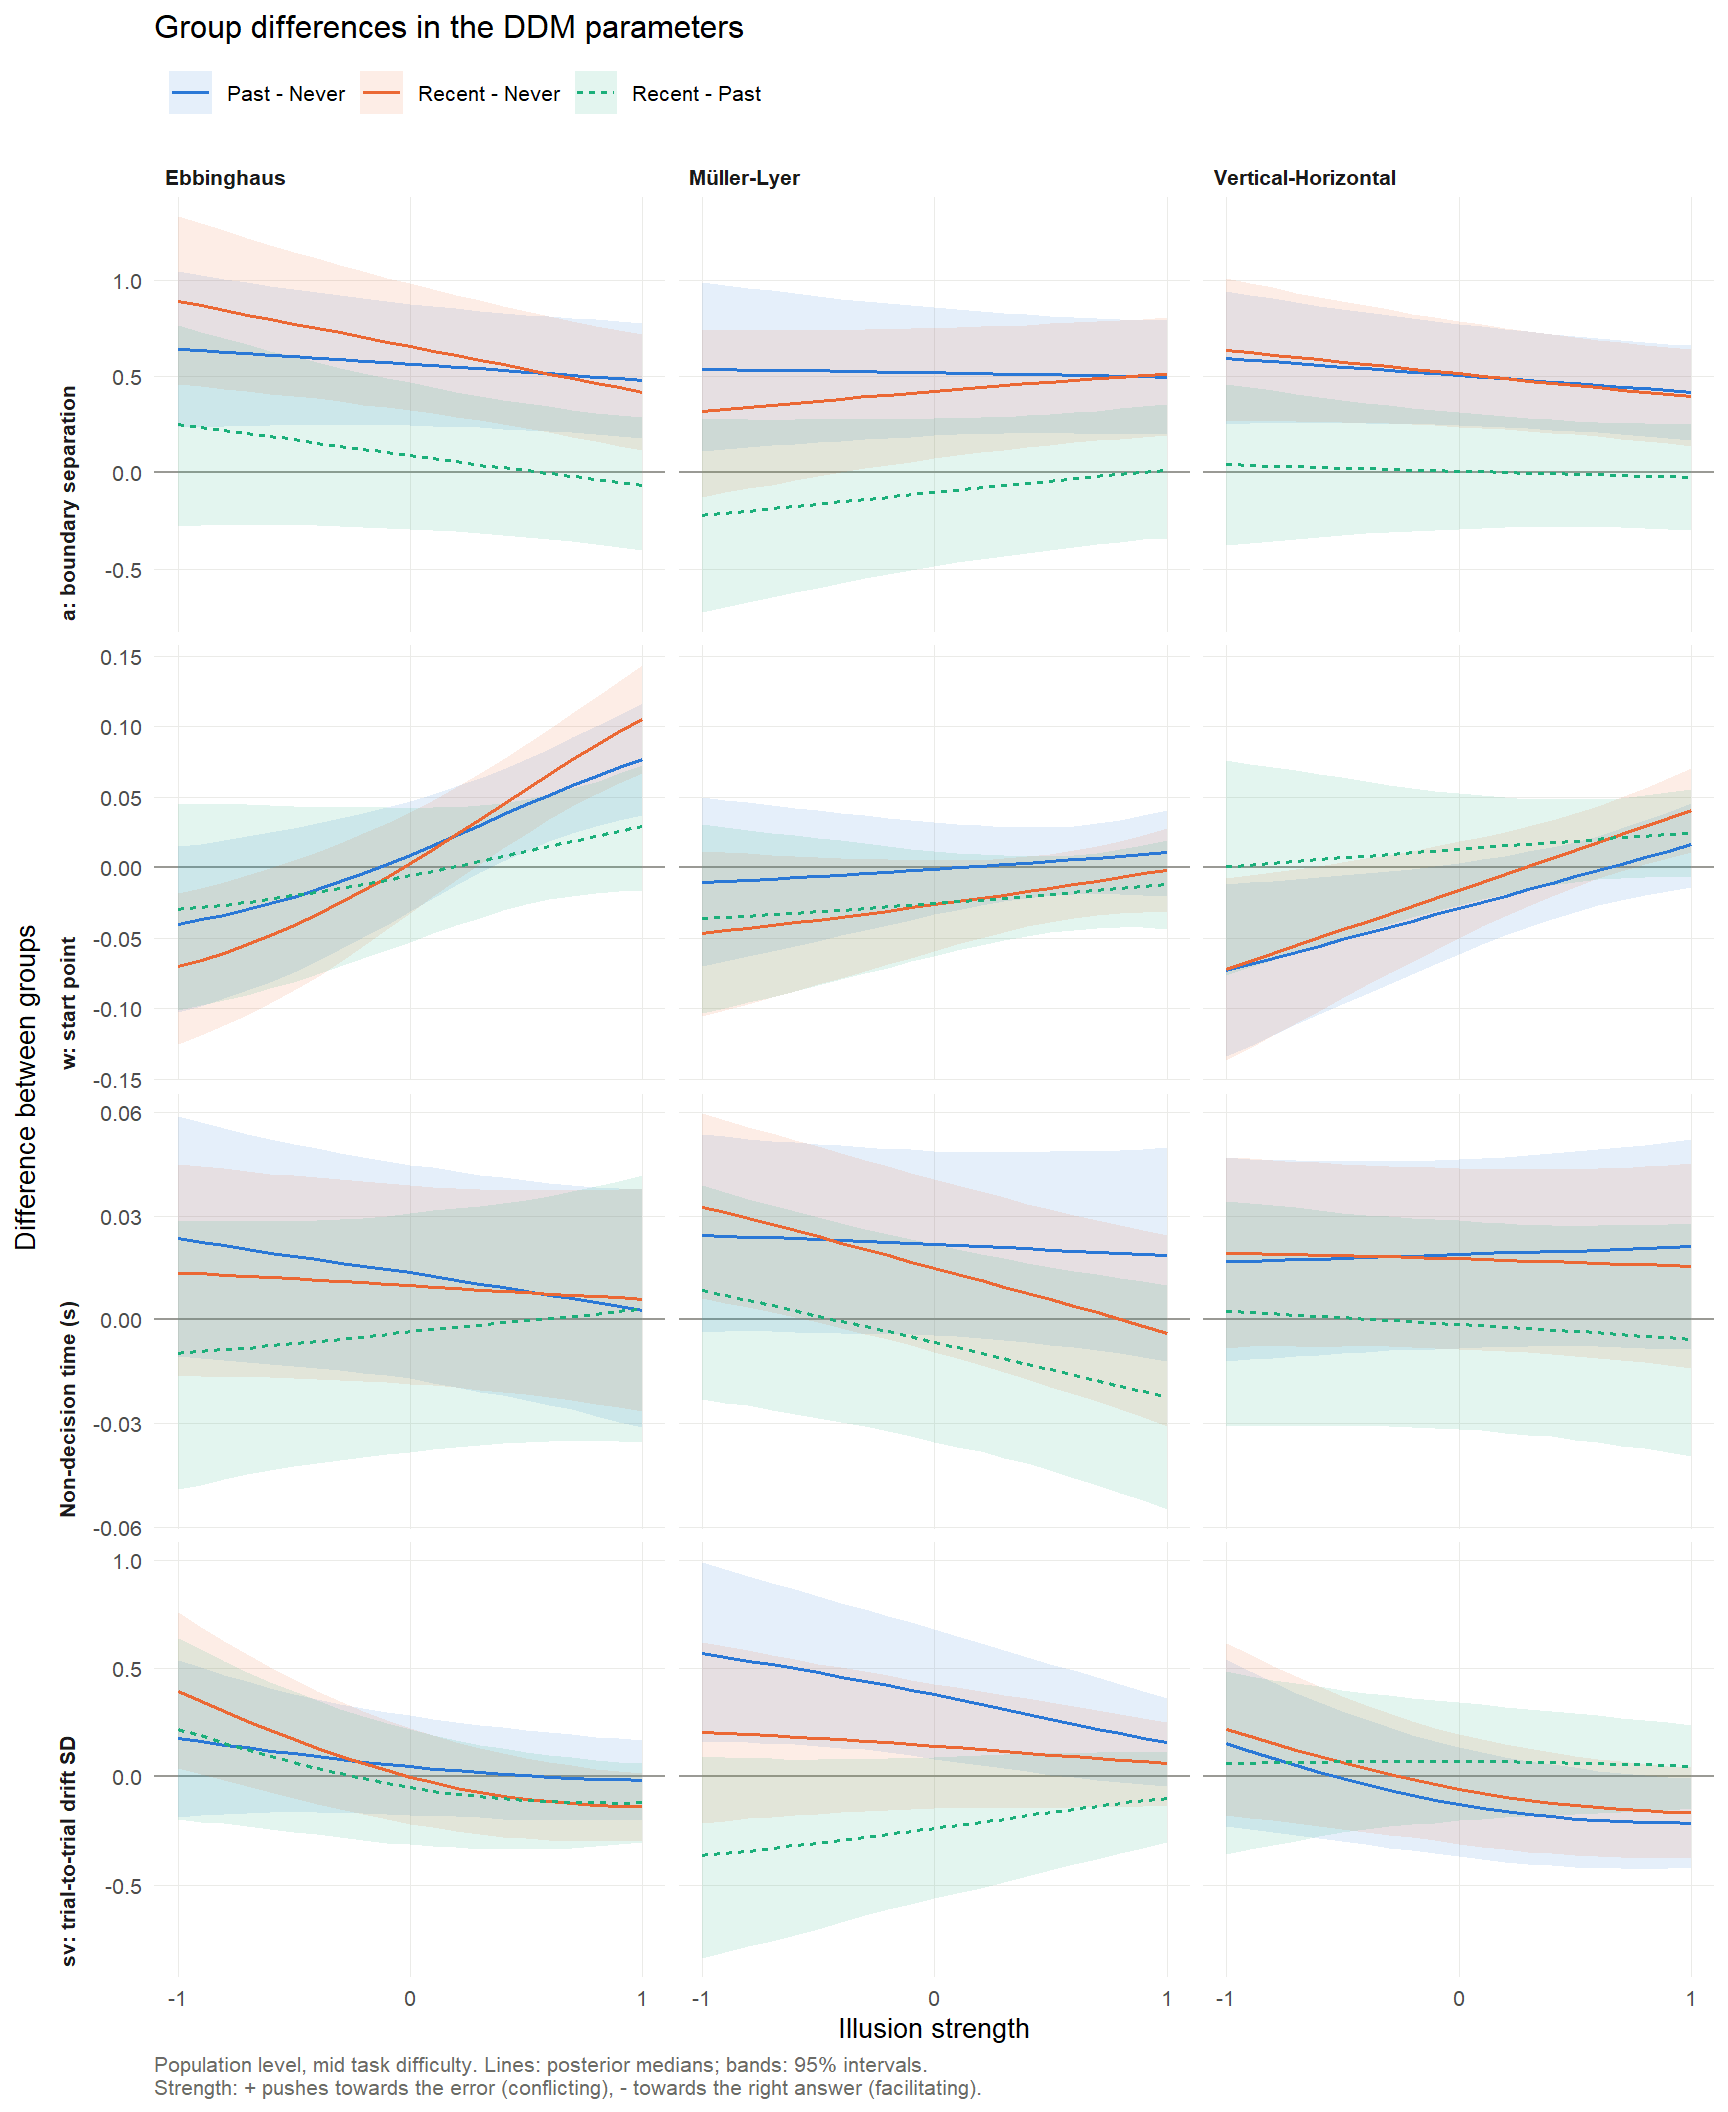 Group differences in the DDM parameters
Past - Never
Recent - Never
Recent - Past
Ebbinghaus
Müller-Lyer
Vertical-Horizontal
Difference between groups
a: boundary separation
1.0
0.5
0.0
-0.5
w: start point
0.15
0.10
0.05
0.00
-0.05
-0.10
-0.15
Non-decision time (s)
0.06
0.03
0.00
-0.03
-0.06
sv: trial-to-trial drift SD
1.0
0.5
0.0
-0.5
-1 0 1
-1 0 1
-1 0 1
Illusion strength
Population level, mid task difficulty. Lines: posterior medians; bands: 95% intervals.
Strength: + pushes towards the error (conflicting), - towards the right answer (facilitating).